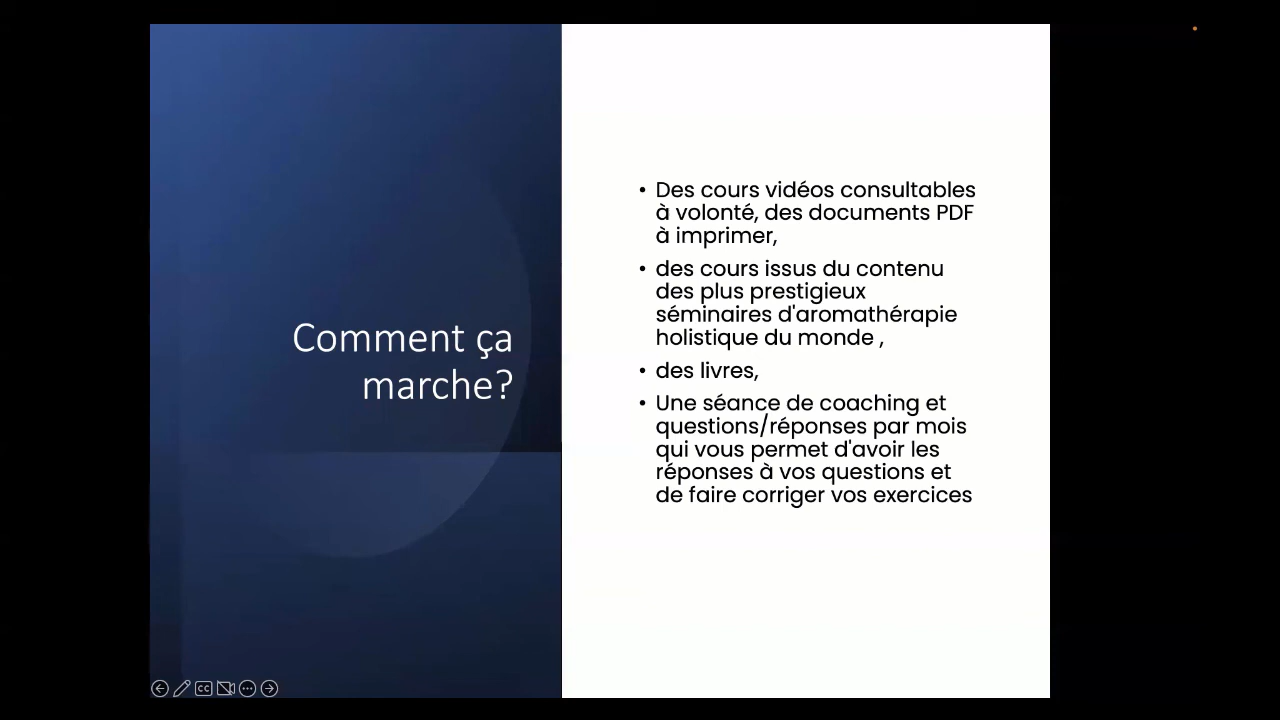 Comment ça
marche?
• Des cours vidéos consultables
à volonté, des documents PDF
à imprimer,
• des cours issus du contenu
des plus prestigieux
séminaires d'aromathérapie
holistique du monde ,
• des livres,
• Une séance de coaching et
questions/réponses par mois
qui vous permet d'avoir les
réponses à vos questions et
de faire corriger vos exercices
CC